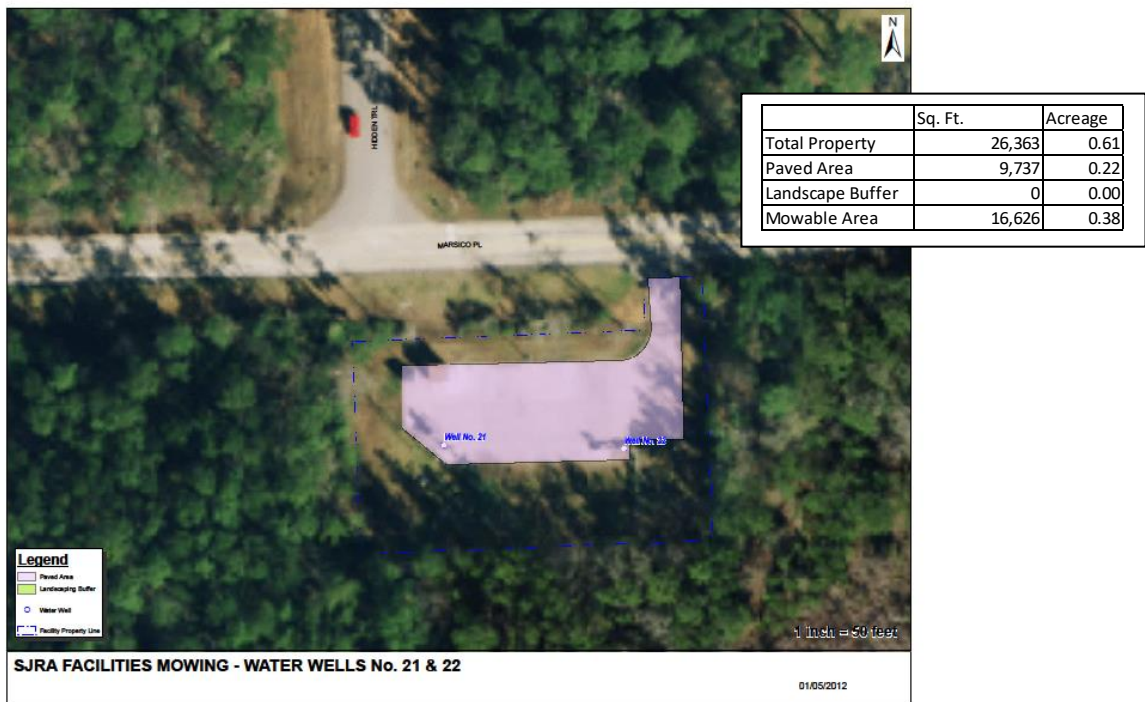 N
HIDDEN TRL
Sq. Ft. Acreage
Total Property 26,363 0.61
Paved Area 9,737 0.22
Landscape Buffer 0 0.00
Mowable Area 16,626 0.38
MARSICO PL
Well No. 21
Legend
Paved Area
Landscaping Buffer
Water Well
Facility Property Line
1 inch = 50 feet
SJRA FACILITIES MOWING - WATER WELLS No. 21 & 22
01/05/2012